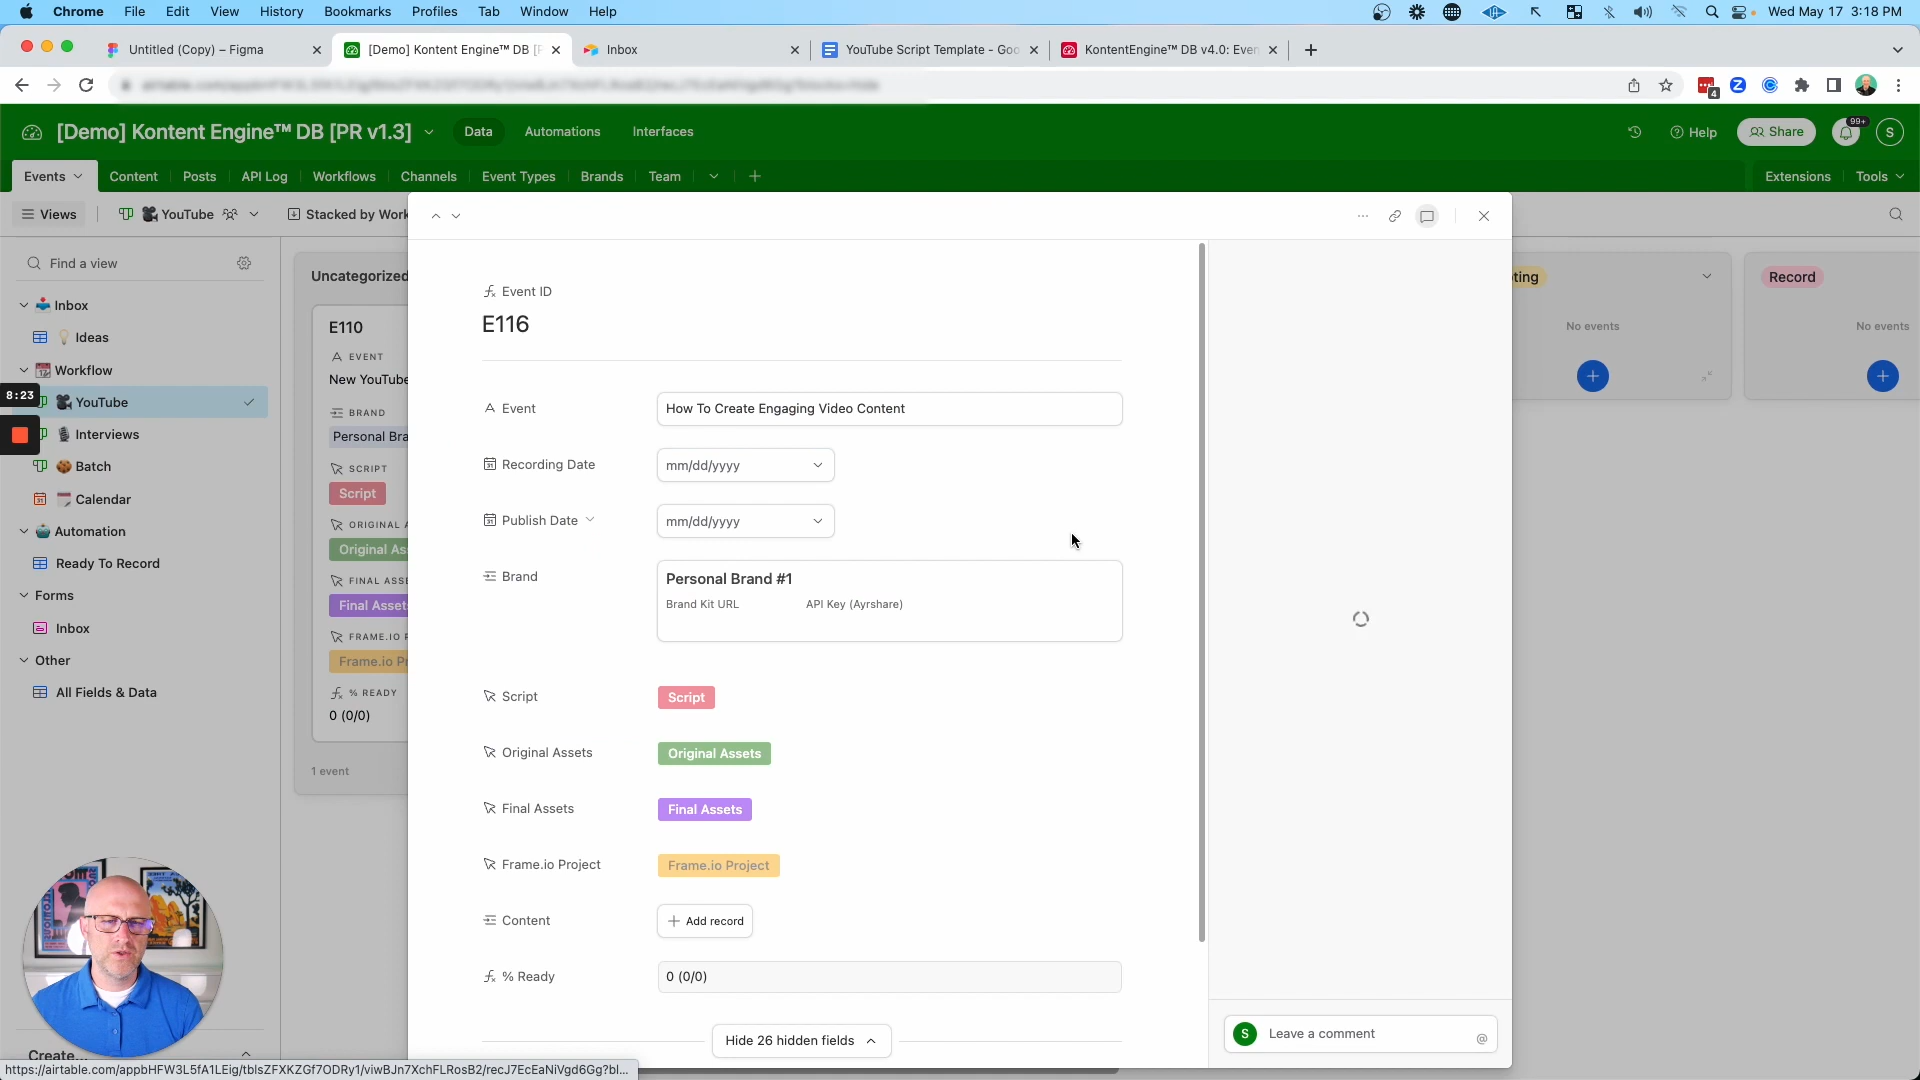 Chrome File Edit View History Bookmarks Profiles Tab Window Help Wed May 17 3:18 PM
Untitled (Copy) – Figma [Demo] Kontent Engine™ DB [P Inbox YouTube Script Template - Goo KontentEngine™ DB v4.0: Even
4
[Demo] Kontent Engine™ DB [PR v1.3] Data Automations Interfaces Help Share 99+ S
Events Content Posts API Log Workflows Channels Event Types Brands Team Extensions Tools
Views YouTube Stacked by Work
Find a view
Inbox
Ideas
Workflow
YouTube
Interviews
Batch
Calendar
Automation
Ready To Record
Forms
Inbox
Other
All Fields & Data
Create...
8:23
Uncategorized
E110
EVENT
New YouTube
BRAND
Personal Bra
SCRIPT
Script
ORIGINAL A
Original Ass
FINAL ASSE
Final Assets
FRAME.IO P
Frame.io Pr
% READY
0 (0/0)
1 event
Event ID
E116
Event How To Create Engaging Video Content
Recording Date mm/dd/yyyy
Publish Date mm/dd/yyyy
Brand Personal Brand #1
Brand Kit URL API Key (Ayrshare)
Script Script
Original Assets Original Assets
Final Assets Final Assets
Frame.io Project Frame.io Project
Content Add record
% Ready 0 (0/0)
Hide 26 hidden fields
S Leave a comment @
ting
No events
Record
No events
https://airtable.com/appbHFW3L5fA1LEig/tblsZFXKZGf7ODRy1/viwBJn7XchFLRosB2/recJ7EcEaNiVgd6Gg?bl...